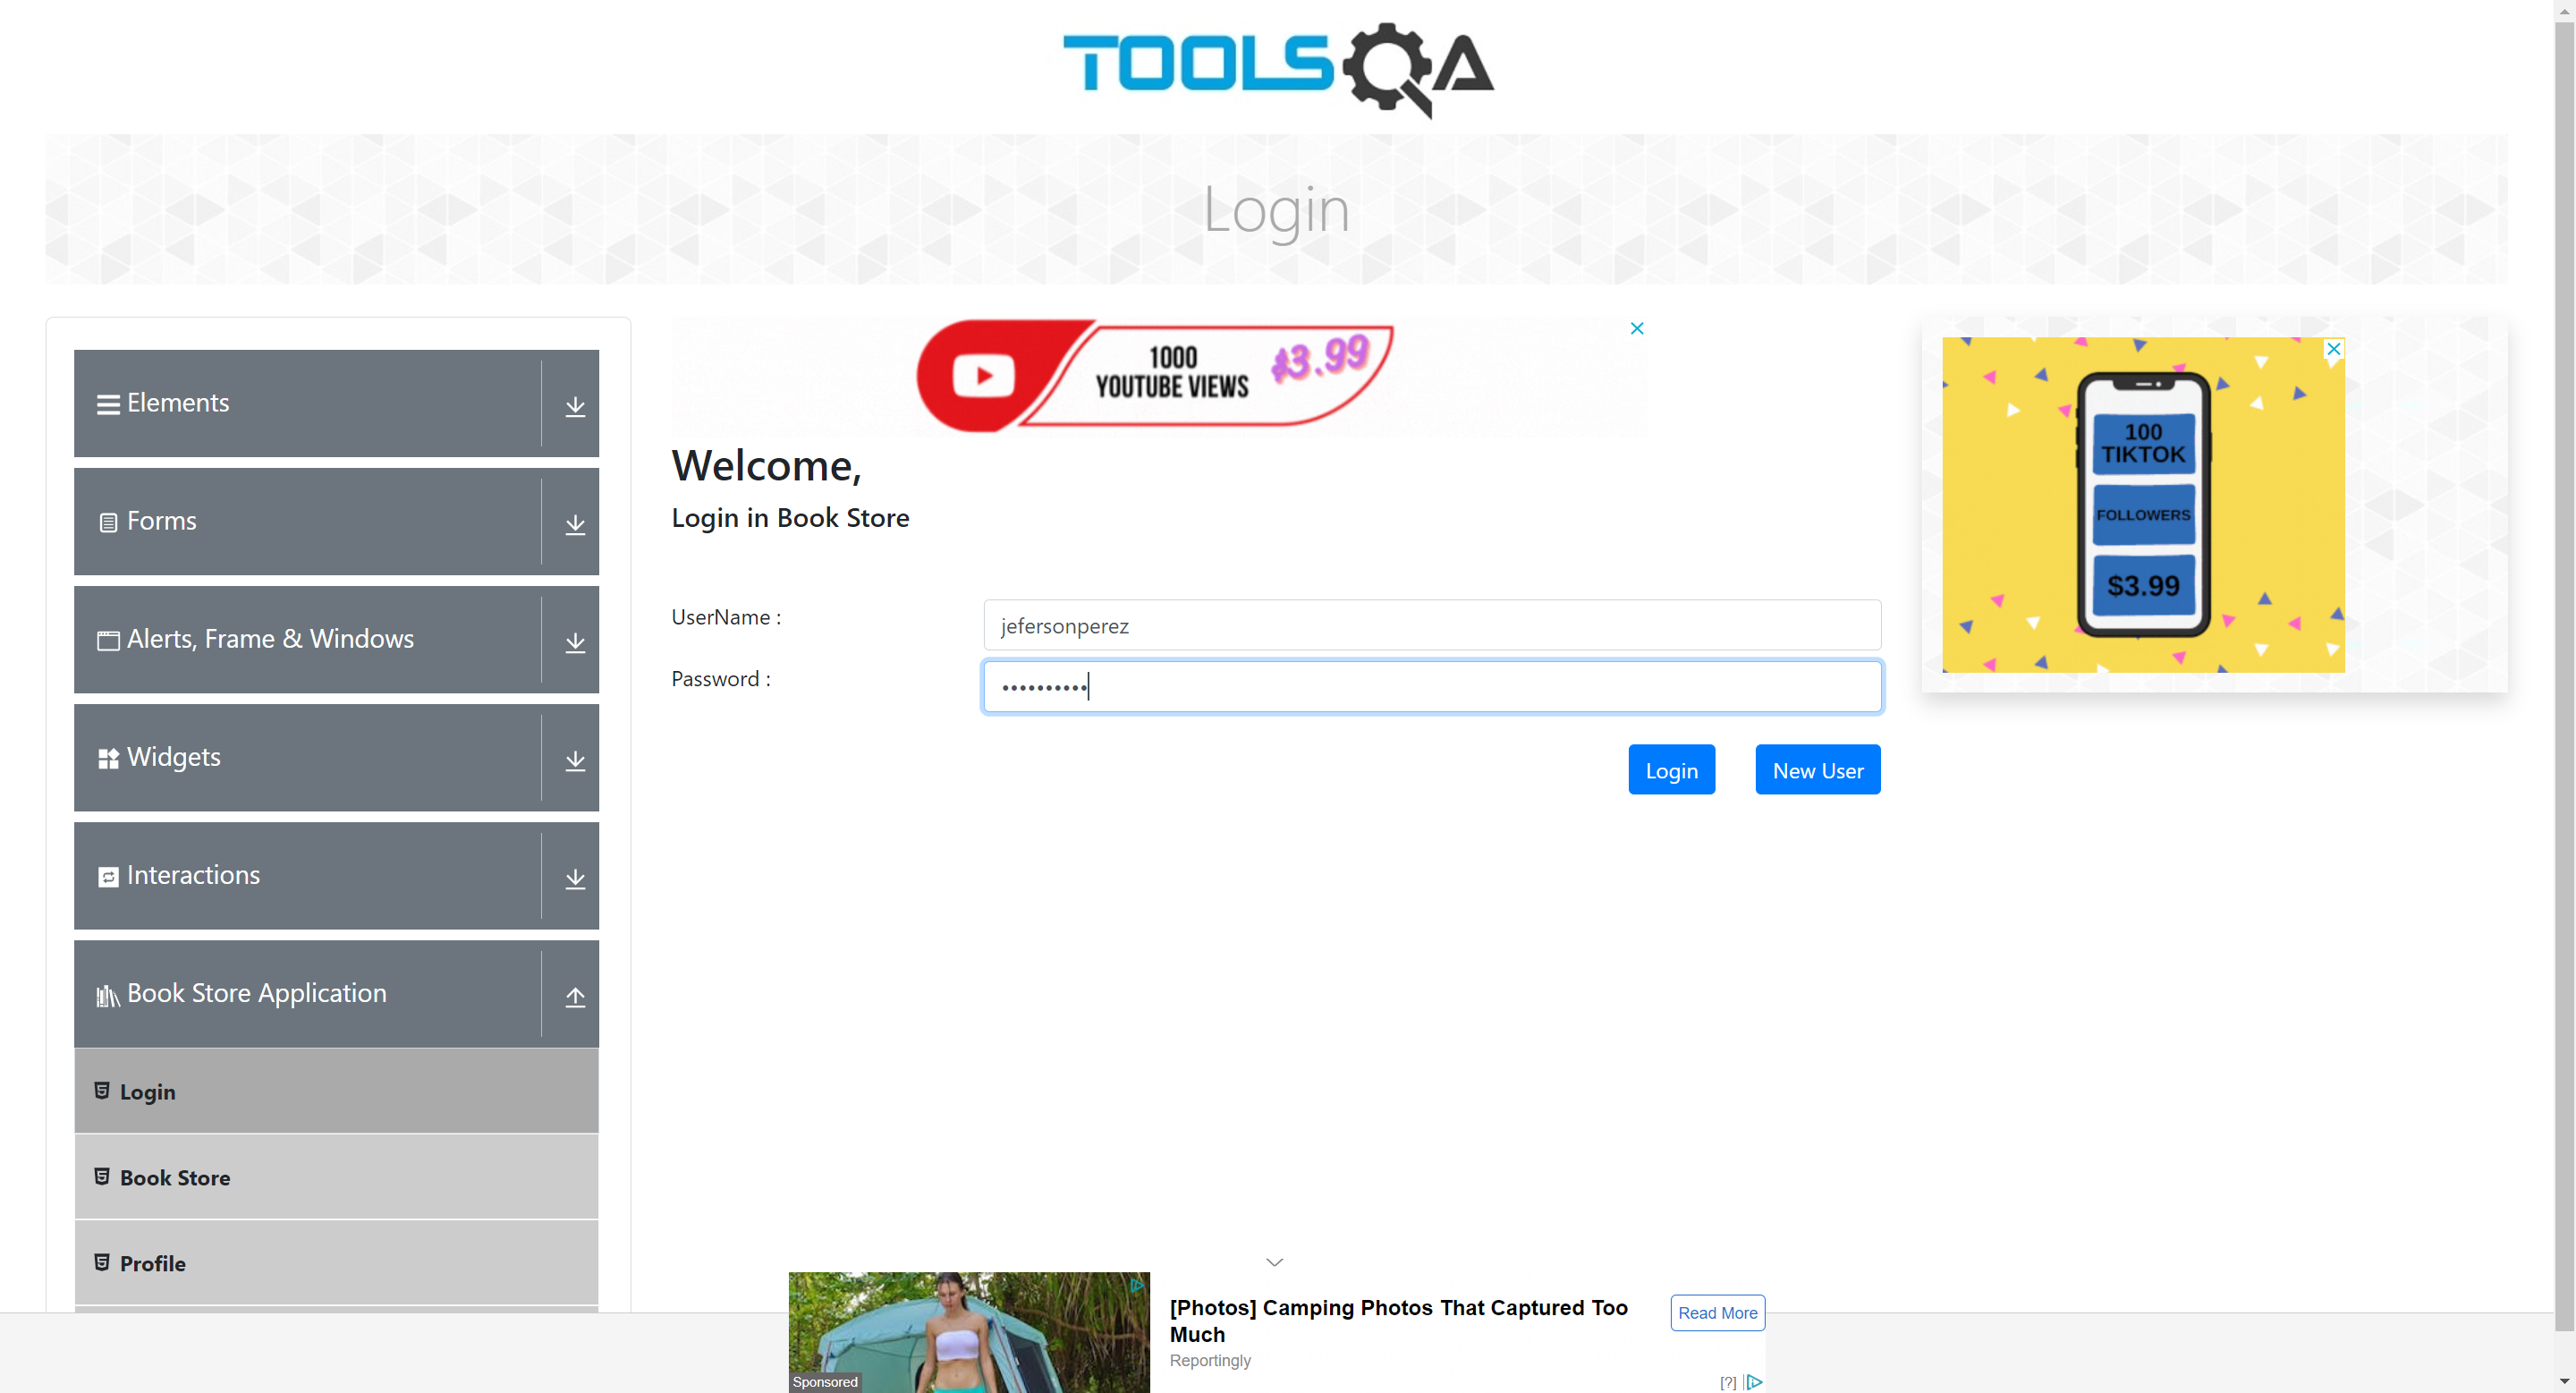 TOOLSQA
Login
Elements
Forms
Alerts, Frame & Windows
Widgets
Interactions
Book Store Application
Login
Book Store
Profile
1000
YOUTUBE VIEWS
$3.99
Welcome,
Login in Book Store
UserName :
jefersonperez
Password :
••••••••••
Login
New User
100
TIKTOK
FOLLOWERS
$3.99
Sponsored
[Photos] Camping Photos That Captured Too
Much
Reportingly
Read More
[?]